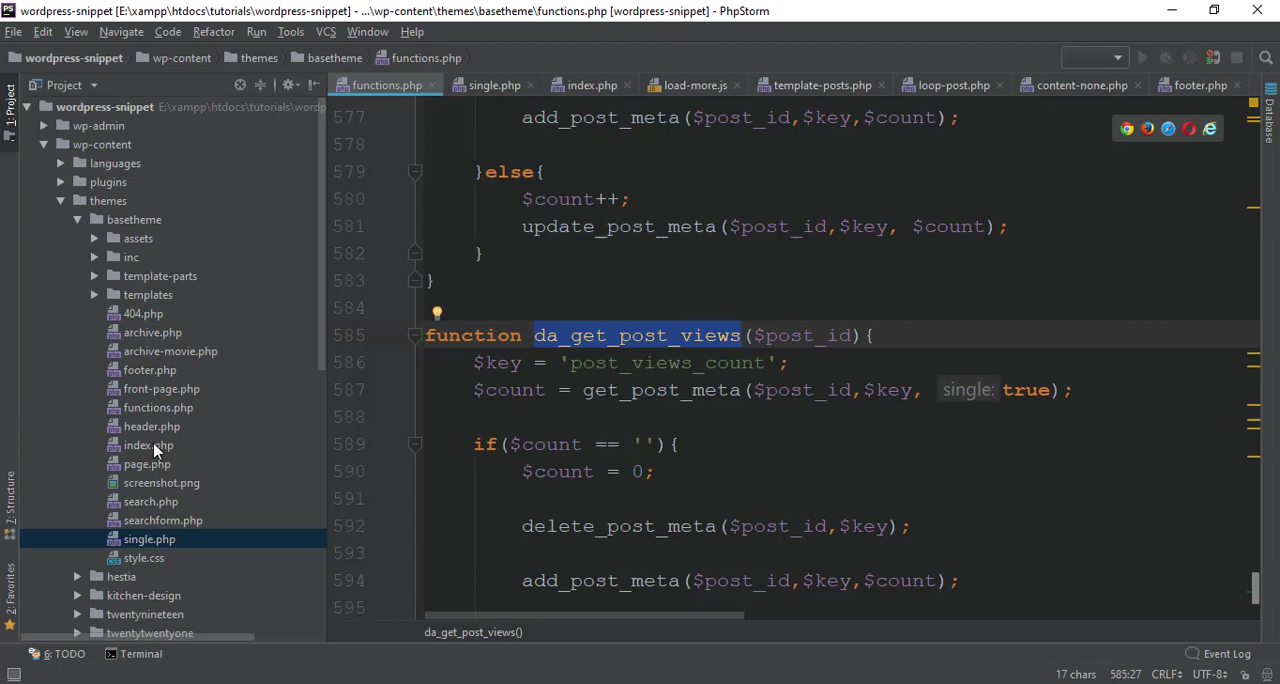 wordpress-snippet [E:\xampp\htdocs\tutorials\wordpress-snippet] - ...\wp-content\themes\basetheme\functions.php [wordpress-snippet] - PhpStorm
File Edit View Navigate Code Refactor Run Tools VCS Window Help
wordpress-snippet wp-content themes basetheme functions.php
1: Project
7: Structure
2: Favorites
Project
wordpress-snippet E:\xampp\htdocs\tutorials\wordp
wp-admin
wp-content
languages
plugins
themes
basetheme
assets
inc
template-parts
templates
404.php
archive.php
archive-movie.php
footer.php
front-page.php
functions.php
header.php
index.php
page.php
screenshot.png
search.php
searchform.php
single.php
style.css
hestia
kitchen-design
twentynineteen
twentytwentyone
functions.php single.php index.php load-more.js template-posts.php loop-post.php content-none.php footer.php
577 add_post_meta($post_id,$key,$count);
578
579 }else{
580 $count++;
581 update_post_meta($post_id,$key, $count);
582 }
583 }
584
585 function da_get_post_views($post_id){
586 $key = 'post_views_count';
587 $count = get_post_meta($post_id,$key, single: true);
588
589 if($count == ''){
590 $count = 0;
591
592 delete_post_meta($post_id,$key);
593
594 add_post_meta($post_id,$key,$count);
595
da_get_post_views()
Database
6: TODO Terminal Event Log
17 chars 585:27 CRLF UTF-8